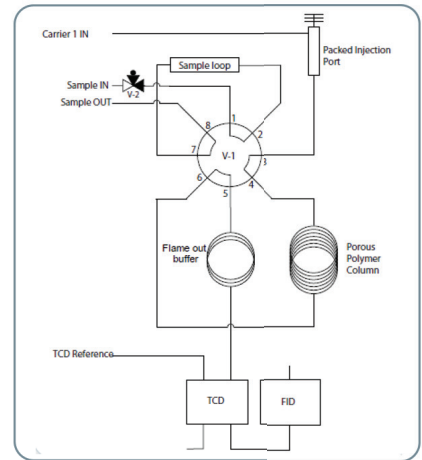 Carrier 1 IN
Packed Injection
Port
Sample loop
Sample IN
V-2
Sample OUT
8
1
2
7
V-1
3
6
5
4
Flame out
buffer
Porous
Polymer
Column
TCD Reference
TCD
FID